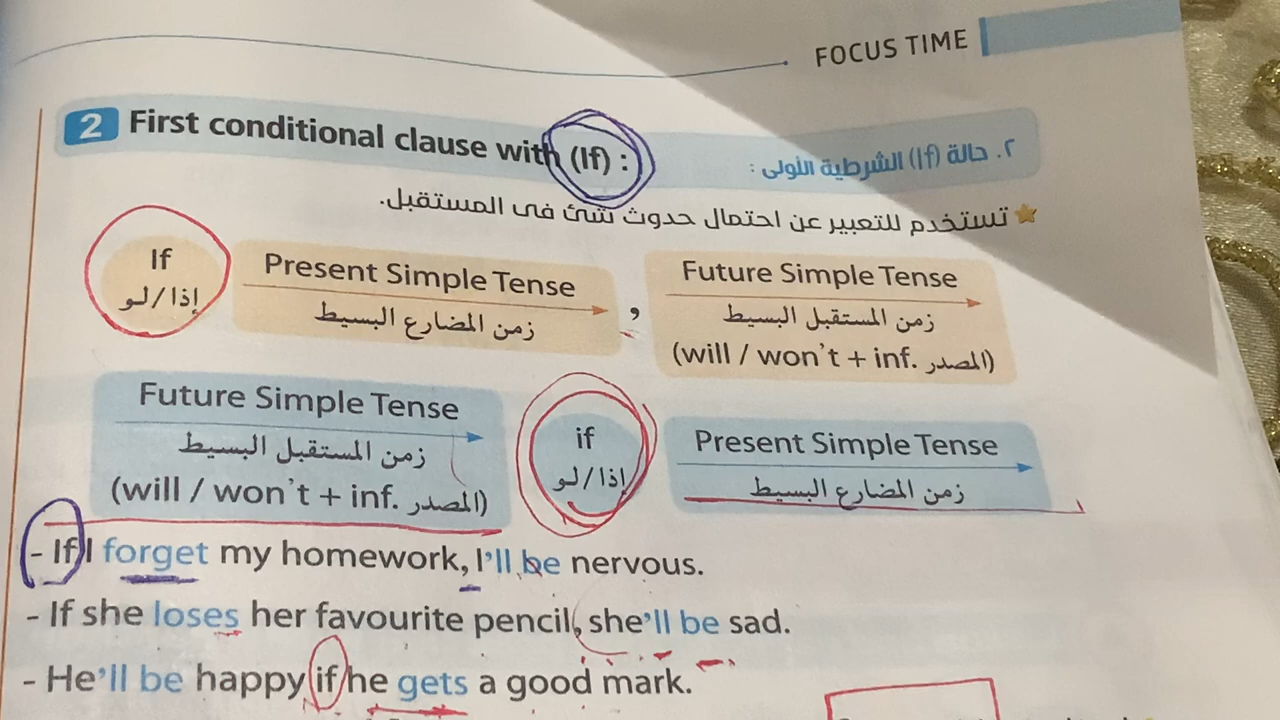 FOCUS TIME
2 First conditional clause with (If) :
٢. حالة (If) الشرطية الأولى :
تستخدم للتعبير عن احتمال حدوث شئ فى المستقبل.
If
إذا/لو
Present Simple Tense
زمن المضارع البسيط
,
Future Simple Tense
زمن المستقبل البسيط
(will / won't + inf. المصدر)
Future Simple Tense
زمن المستقبل البسيط
(will / won't + inf. المصدر)
if
إذا/لو
Present Simple Tense
زمن المضارع البسيط
- If I forget my homework, I'll be nervous.
- If she loses her favourite pencil, she'll be sad.
- He'll be happy if he gets a good mark.